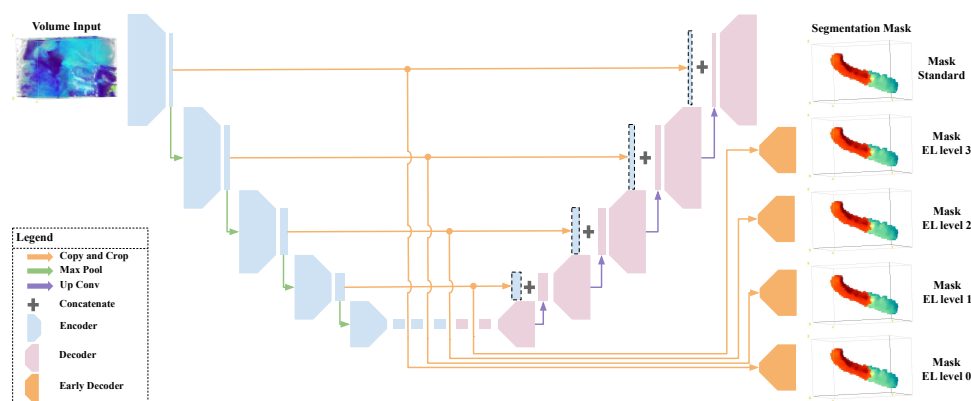 Volume Input
Segmentation Mask
Mask
Standard
Mask
EL level 3
Mask
EL level 2
Mask
EL level 1
Mask
EL level 0
Legend
Copy and Crop
Max Pool
Up Conv
Concatenate
Encoder
Decoder
Early Decoder